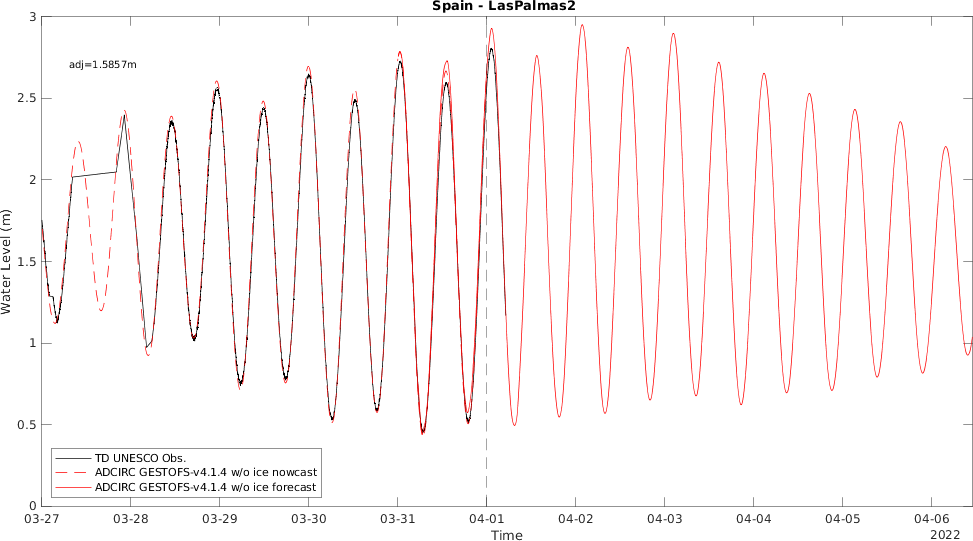 Spain - LasPalmas2
adj=1.5857m
3
2.5
2
1.5
1
0.5
0
Water Level (m)
TD UNESCO Obs.
ADCIRC GESTOFS-v4.1.4 w/o ice nowcast
ADCIRC GESTOFS-v4.1.4 w/o ice forecast
03-27 03-28 03-29 03-30 03-31 04-01 04-02 04-03 04-04 04-05 04-06
Time
2022